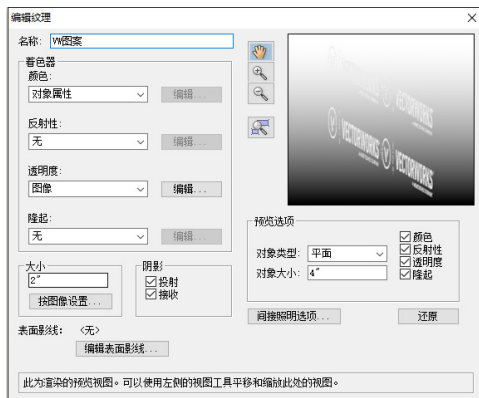 编辑纹理
名称: VW图案
着色器
颜色:
对象属性 编辑...
反射性:
无 编辑...
透明度:
图像 编辑...
隆起:
无 编辑...
大小
2"
按图像设置...
阴影
投射
接收
表面影线: <无>
编辑表面影线...
VECTORWORKS
VECTORWORKS
预览选项
对象类型: 平面
对象大小: 4"
颜色
反射性
透明度
隆起
间接照明选项... 还原
此为渲染的预览视图。可以使用左侧的视图工具平移和缩放此处的视图。